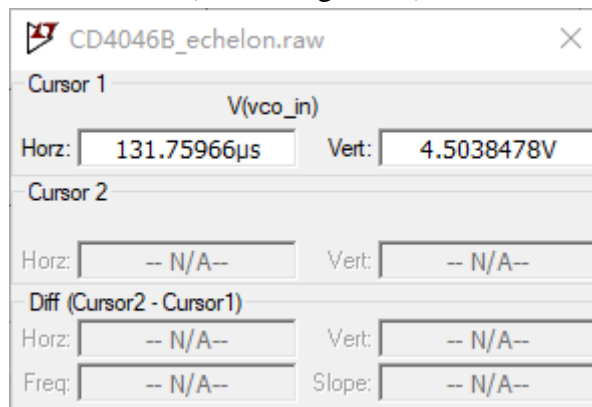 CD4046B_echelon.raw
Cursor 1
V(vco_in)
Horz: 131.75966µs Vert: 4.5038478V
Cursor 2
Horz: -- N/A-- Vert: -- N/A--
Diff (Cursor2 - Cursor1)
Horz: -- N/A-- Vert: -- N/A--
Freq: -- N/A-- Slope: -- N/A--